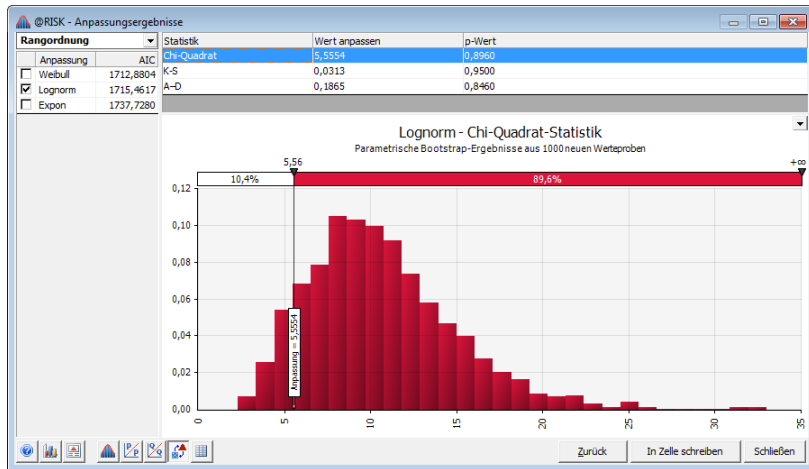 @RISK - Anpassungsergebnisse
Rangordnung
Anpassung AIC
Weibull 1712,8804
Lognorm 1715,4617
Expon 1737,7280
Statistik Wert anpassen p-Wert
Chi-Quadrat 5,5554 0,8960
K-S 0,0313 0,9500
A–D 0,1865 0,8460
Lognorm - Chi-Quadrat-Statistik
Parametrische Bootstrap-Ergebnisse aus 1000 neuen Werteproben
5,56 +∞
10,4% 89,6%
0,12
0,10
0,08
0,06
0,04
0,02
0,00
Anpassung = 5,5554
0 5 10 15 20 25 30 35
P/P Q/Q
Zurück In Zelle schreiben Schließen